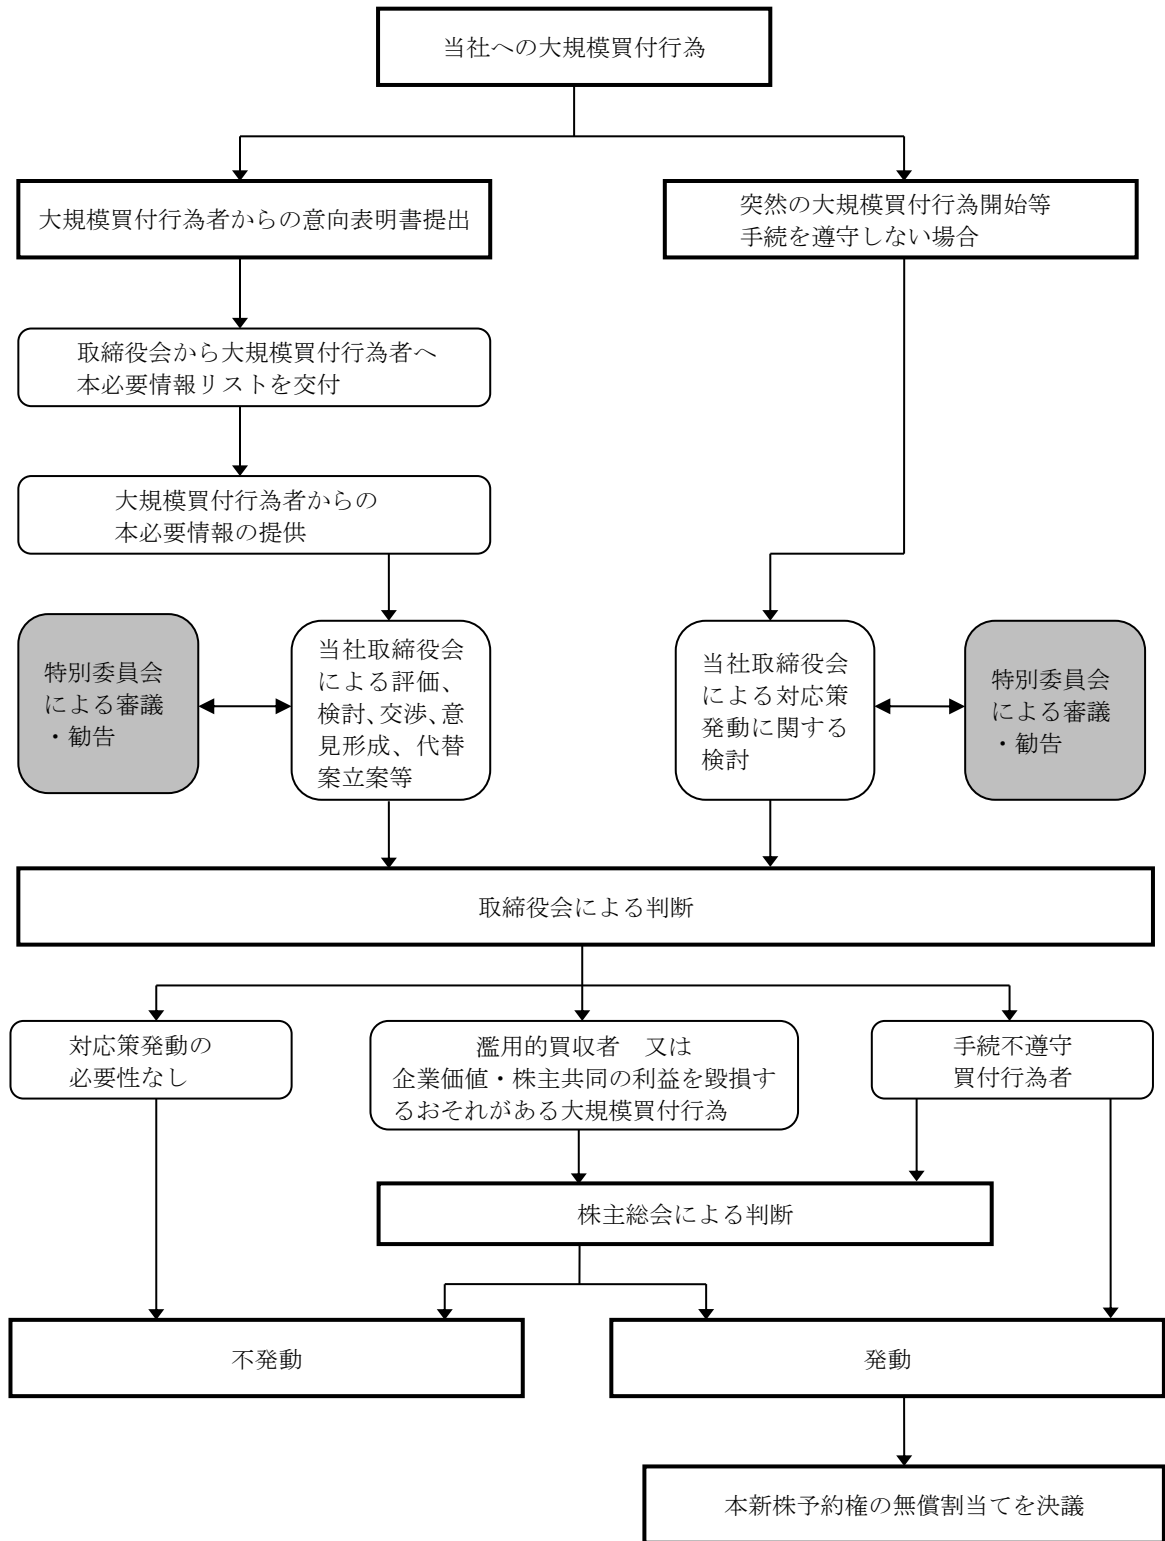 当社への大規模買付行為
大規模買付行為者からの意向表明書提出
突然の大規模買付行為開始等
手続を遵守しない場合
取締役会から大規模買付行為者へ
本必要情報リストを交付
大規模買付行為者からの
本必要情報の提供
特別委員会
による審議
・勧告
当社取締役会
による評価、
検討、交渉、意
見形成、代替
案立案等
当社取締役会
による対応策
発動に関する
検討
特別委員会
による審議
・勧告
取締役会による判断
対応策発動の
必要性なし
濫用的買収者　又は
企業価値・株主共同の利益を毀損す
るおそれがある大規模買付行為
手続不遵守
買付行為者
株主総会による判断
不発動
発動
本新株予約権の無償割当てを決議